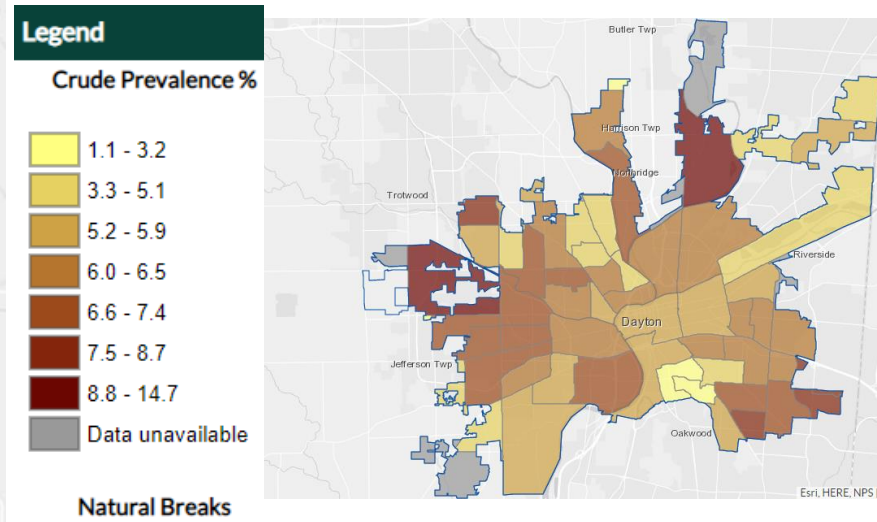 Legend
Crude Prevalence %
1.1 - 3.2
3.3 - 5.1
5.2 - 5.9
6.0 - 6.5
6.6 - 7.4
7.5 - 8.7
8.8 - 14.7
Data unavailable
Natural Breaks
Butler Twp
Harrison Twp
Northridge
Trotwood
Riverside
Dayton
Jefferson Twp
Oakwood
Esri, HERE, NPS